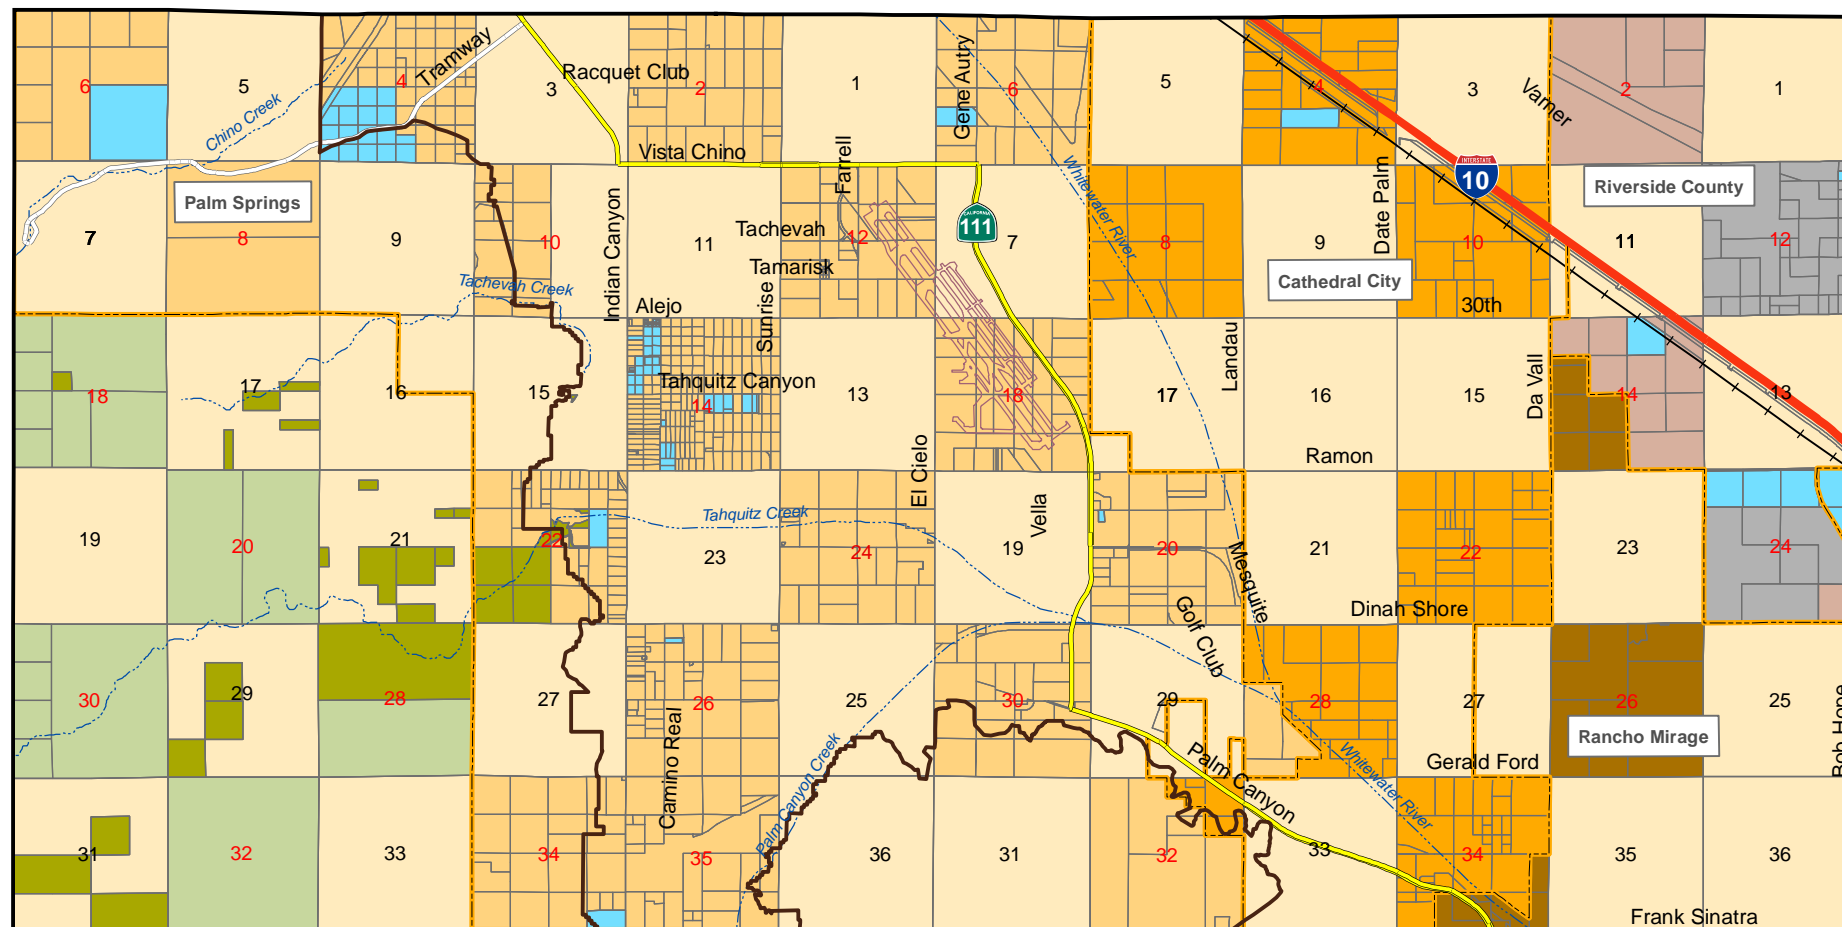 Tramway
Racquet Club
Gene Autry
6
5
4
3
2
1
6
5
4
3
Varner
2
1
Chino Creek
Vista Chino
Farrell
Whitewater River
Date Palm
INTERSTATE
10
Riverside County
Palm Springs
7
8
9
10
Indian Canyon
11
Tachevah
12
CALIFORNIA
111
7
8
9
10
11
12
Tamarisk
Cathedral City
Tachevah Creek
Alejo
Sunrise
30th
Landau
Da Vall
18
17
16
15
Tahquitz Canyon
14
13
18
17
16
15
14
13
El Cielo
Ramon
Vella
Tahquitz Creek
19
20
21
22
23
24
19
20
Mesquite
21
22
23
24
Golf Club
Dinah Shore
30
29
28
27
26
25
30
29
28
27
26
25
Camino Real
Palm Canyon Creek
Palm Canyon
Whitewater River
Gerald Ford
Rancho Mirage
Bob Hope
31
32
33
34
35
36
31
32
33
34
35
36
Frank Sinatra